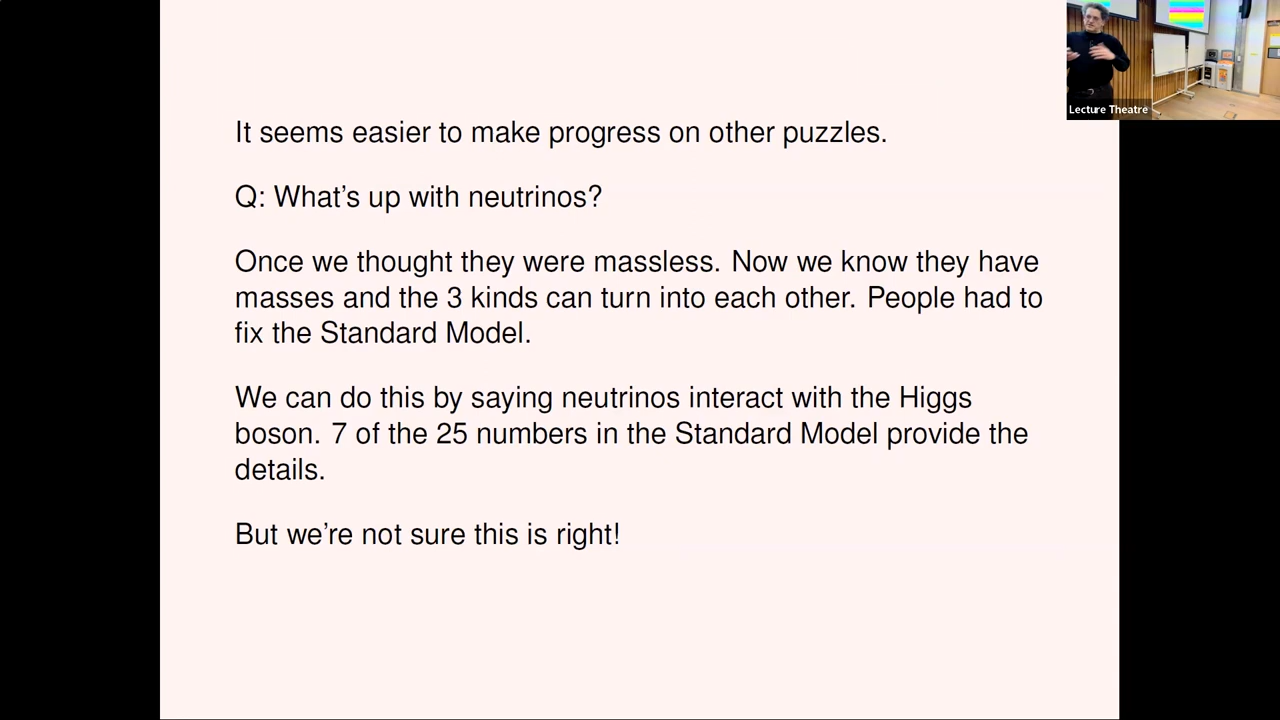 It seems easier to make progress on other puzzles.
Q: What's up with neutrinos?
Once we thought they were massless. Now we know they have
masses and the 3 kinds can turn into each other. People had to
fix the Standard Model.
We can do this by saying neutrinos interact with the Higgs
boson. 7 of the 25 numbers in the Standard Model provide the
details.
But we're not sure this is right!
Lecture Theatre